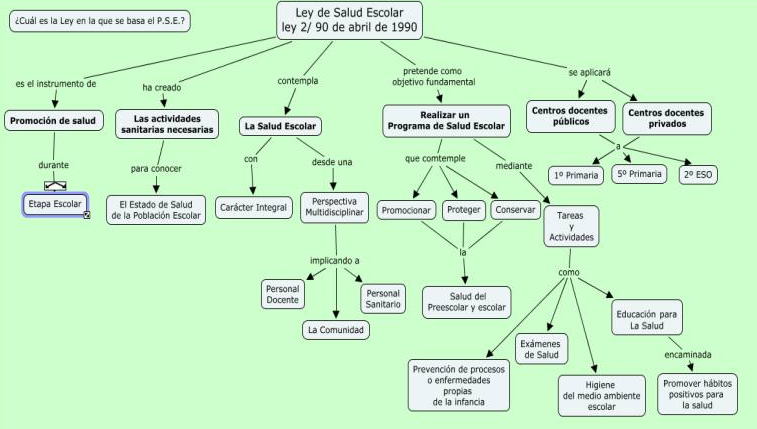 ¿Cuál es la Ley en la que se basa el P.S.E.?
Ley de Salud Escolar
ley 2/ 90 de abril de 1990
es el instrumento de
ha creado
contempla
pretende como
objetivo fundamental
se aplicará
Promoción de salud
Las actividades
sanitarias necesarias
La Salud Escolar
Realizar un
Programa de Salud Escolar
Centros docentes
públicos
Centros docentes
privados
durante
para conocer
con
desde una
que comtemple
mediante
a
1º Primaria
5º Primaria
2º ESO
Etapa Escolar
El Estado de Salud
de la Población Escolar
Carácter Integral
Perspectiva
Multidisciplinar
Promocionar
Proteger
Conservar
Tareas
y
Actividades
implicando a
la
como
Personal
Docente
Personal
Sanitario
La Comunidad
Salud del
Preescolar y escolar
Educación para
La Salud
Exámenes
de Salud
encaminada
Prevención de procesos
o enfermedades
propias
de la infancia
Higiene
del medio ambiente
escolar
Promover hábitos
positivos para
la salud